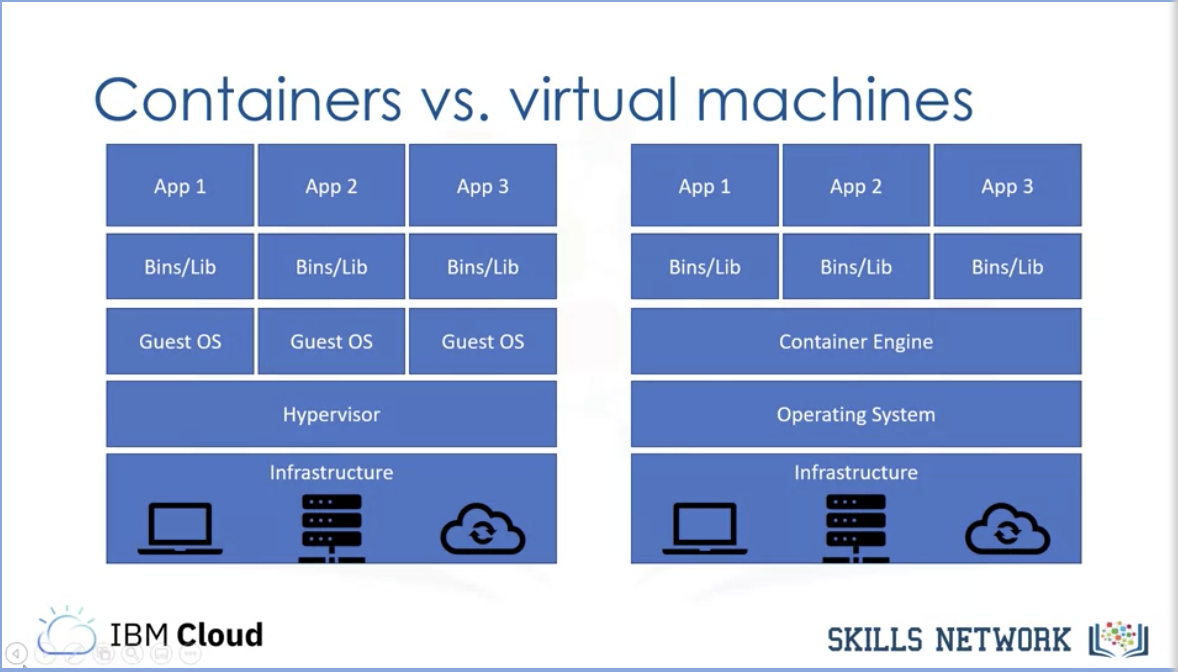 Containers vs. virtual machines
App 1 App 2 App 3
Bins/Lib Bins/Lib Bins/Lib
Guest OS Guest OS Guest OS
Hypervisor
Infrastructure
App 1 App 2 App 3
Bins/Lib Bins/Lib Bins/Lib
Container Engine
Operating System
Infrastructure
IBM Cloud
SKILLS NETWORK